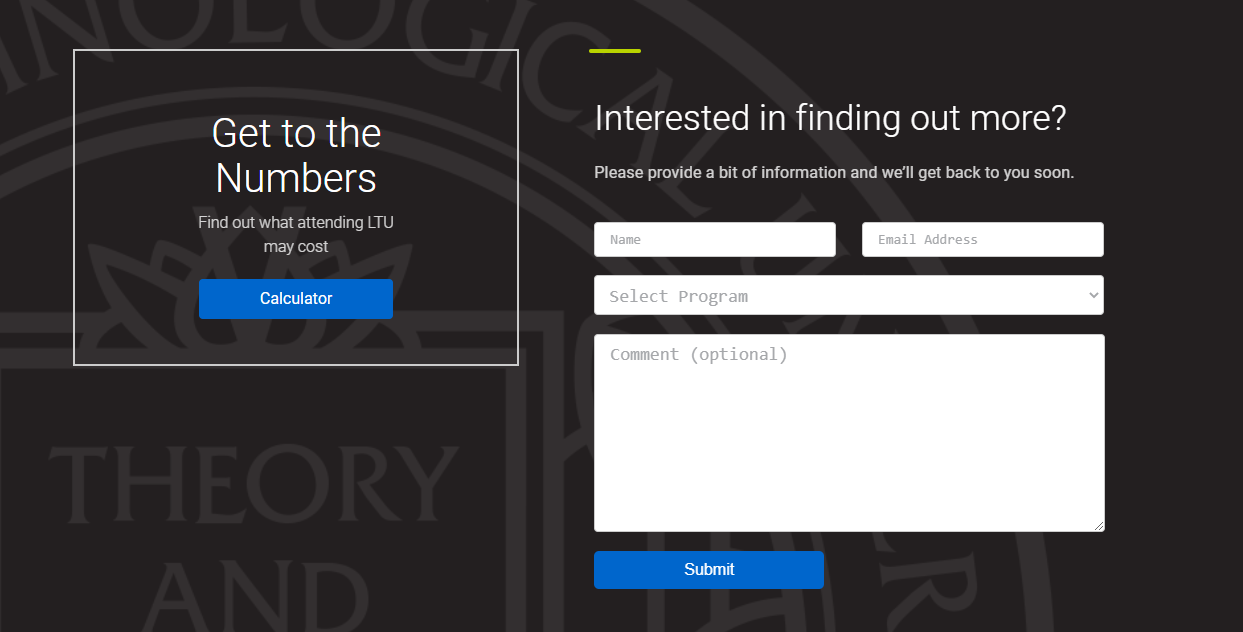 Get to the
Numbers
Find out what attending LTU
may cost
Calculator
Interested in finding out more?
Please provide a bit of information and we’ll get back to you soon.
Name
Email Address
Select Program
Comment (optional)
Submit
THEORY
AND